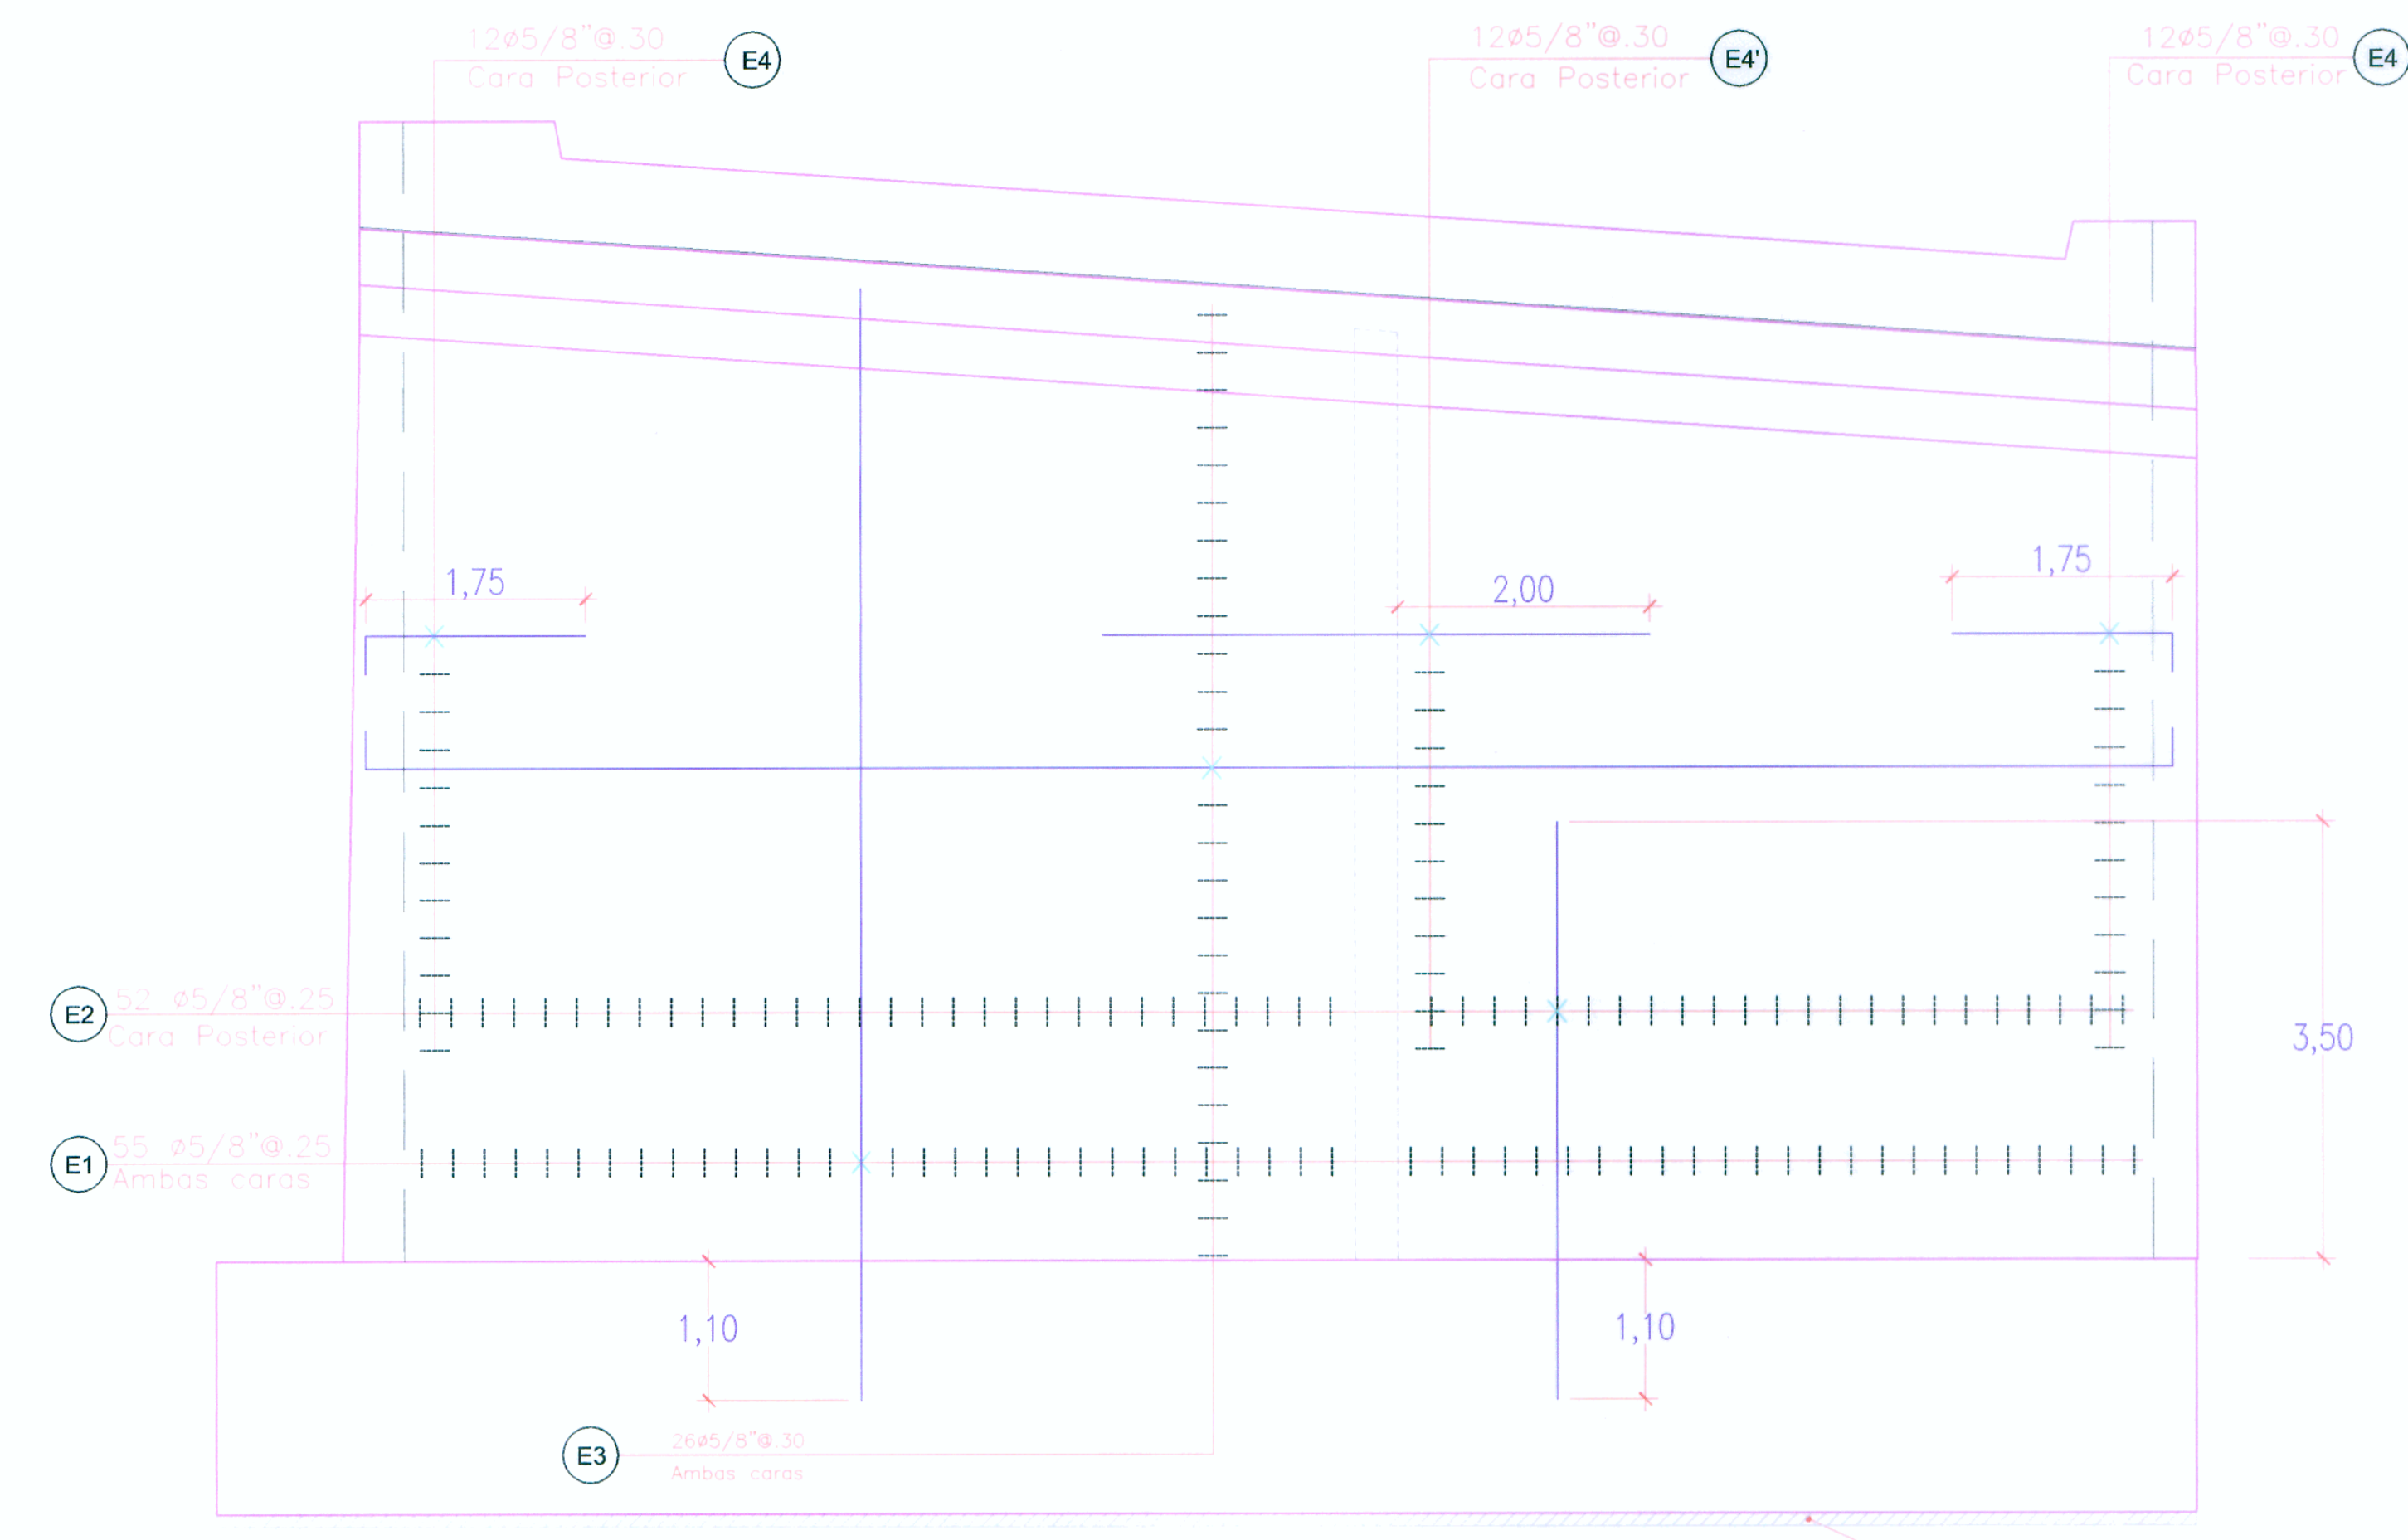 12ø5/8"@.30
Cara Posterior
E4
12ø5/8"@.30
Cara Posterior
E4'
12ø5/8"@.30
Cara Posterior
E4
1,75
2,00
1,75
E2
52 ø5/8"@.25
Cara Posterior
3,50
E1
55 ø5/8"@.25
Ambas caras
1,10
1,10
E3
26ø5/8"@.30
Ambas caras